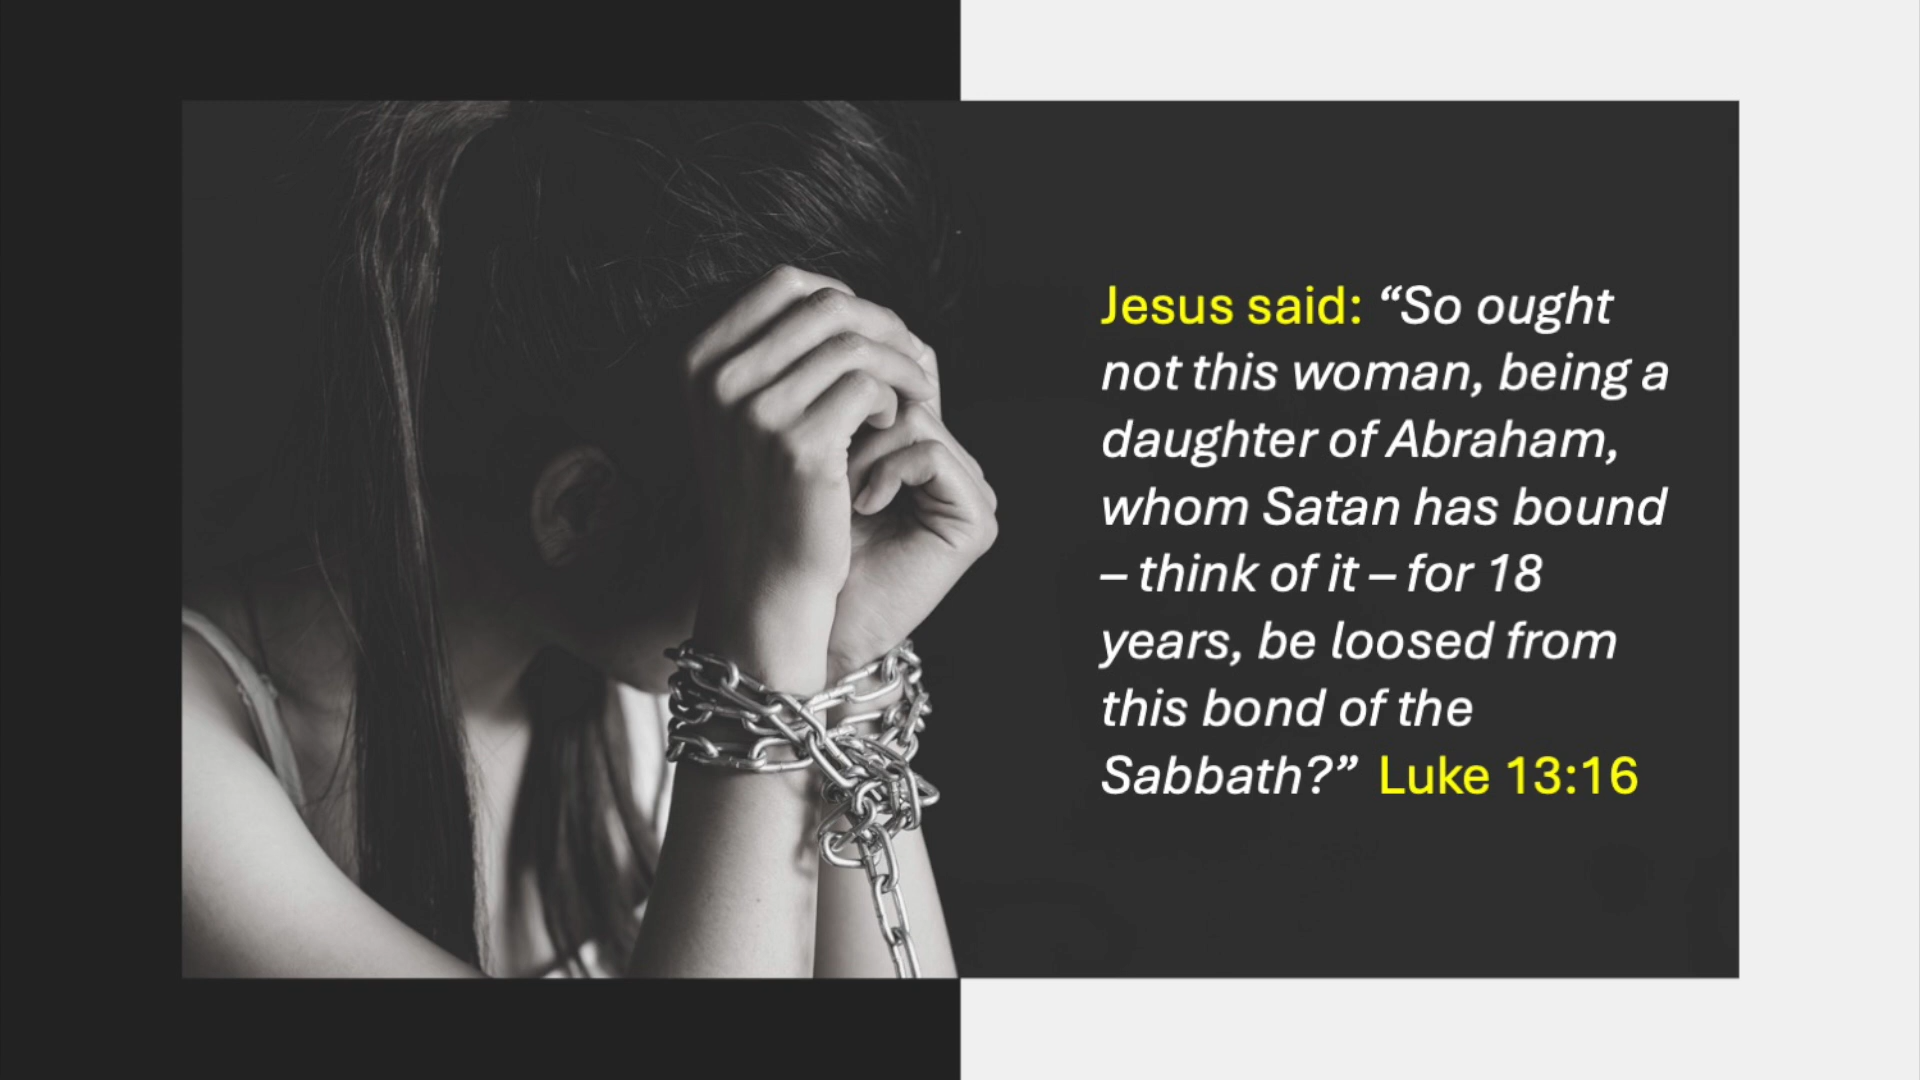 Jesus said: “So ought
not this woman, being a
daughter of Abraham,
whom Satan has bound
– think of it – for 18
years, be loosed from
this bond of the
Sabbath?” Luke 13:16